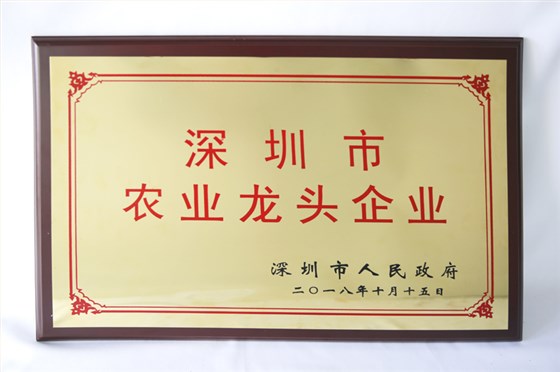 深圳市
农业龙头企业
深圳市人民政府
二〇一八年十月十五日